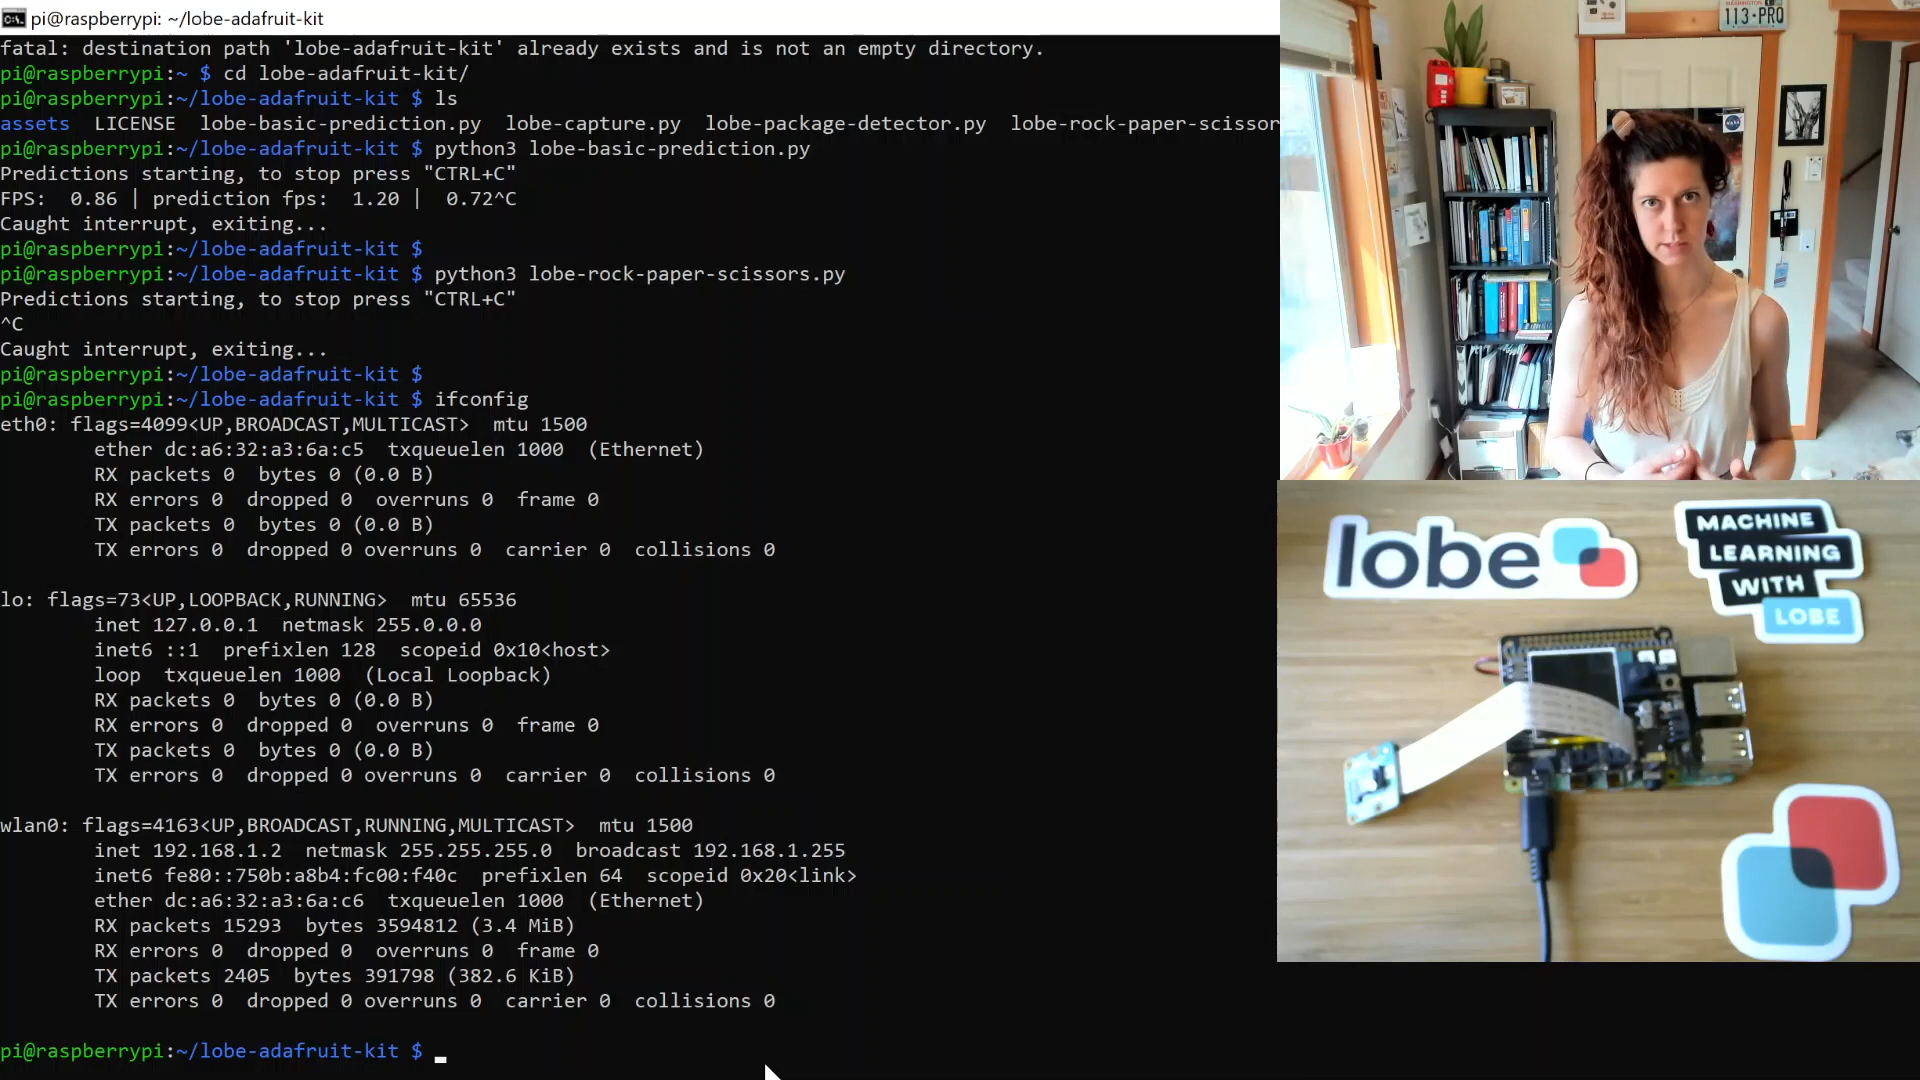 pi@raspberrypi: ~/lobe-adafruit-kit
fatal: destination path 'lobe-adafruit-kit' already exists and is not an empty directory.
pi@raspberrypi:~ $ cd lobe-adafruit-kit/
pi@raspberrypi:~/lobe-adafruit-kit $ ls
assets  LICENSE  lobe-basic-prediction.py  lobe-capture.py  lobe-package-detector.py  lobe-rock-paper-scissor
pi@raspberrypi:~/lobe-adafruit-kit $ python3 lobe-basic-prediction.py
Predictions starting, to stop press "CTRL+C"
FPS:  0.86 | prediction fps:  1.20 |  0.72^C
Caught interrupt, exiting...
pi@raspberrypi:~/lobe-adafruit-kit $
pi@raspberrypi:~/lobe-adafruit-kit $ python3 lobe-rock-paper-scissors.py
Predictions starting, to stop press "CTRL+C"
^C
Caught interrupt, exiting...
pi@raspberrypi:~/lobe-adafruit-kit $
pi@raspberrypi:~/lobe-adafruit-kit $ ifconfig
eth0: flags=4099<UP,BROADCAST,MULTICAST>  mtu 1500
ether dc:a6:32:a3:6a:c5  txqueuelen 1000  (Ethernet)
RX packets 0  bytes 0 (0.0 B)
RX errors 0  dropped 0  overruns 0  frame 0
TX packets 0  bytes 0 (0.0 B)
TX errors 0  dropped 0 overruns 0  carrier 0  collisions 0
lo: flags=73<UP,LOOPBACK,RUNNING>  mtu 65536
inet 127.0.0.1  netmask 255.0.0.0
inet6 ::1  prefixlen 128  scopeid 0x10<host>
loop  txqueuelen 1000  (Local Loopback)
RX packets 0  bytes 0 (0.0 B)
RX errors 0  dropped 0  overruns 0  frame 0
TX packets 0  bytes 0 (0.0 B)
TX errors 0  dropped 0 overruns 0  carrier 0  collisions 0
wlan0: flags=4163<UP,BROADCAST,RUNNING,MULTICAST>  mtu 1500
inet 192.168.1.2  netmask 255.255.255.0  broadcast 192.168.1.255
inet6 fe80::750b:a8b4:fc00:f40c  prefixlen 64  scopeid 0x20<link>
ether dc:a6:32:a3:6a:c6  txqueuelen 1000  (Ethernet)
RX packets 15293  bytes 3594812 (3.4 MiB)
RX errors 0  dropped 0  overruns 0  frame 0
TX packets 2405  bytes 391798 (382.6 KiB)
TX errors 0  dropped 0 overruns 0  carrier 0  collisions 0
pi@raspberrypi:~/lobe-adafruit-kit $
113-PRQ
lobe
MACHINE
LEARNING
WITH
LOBE